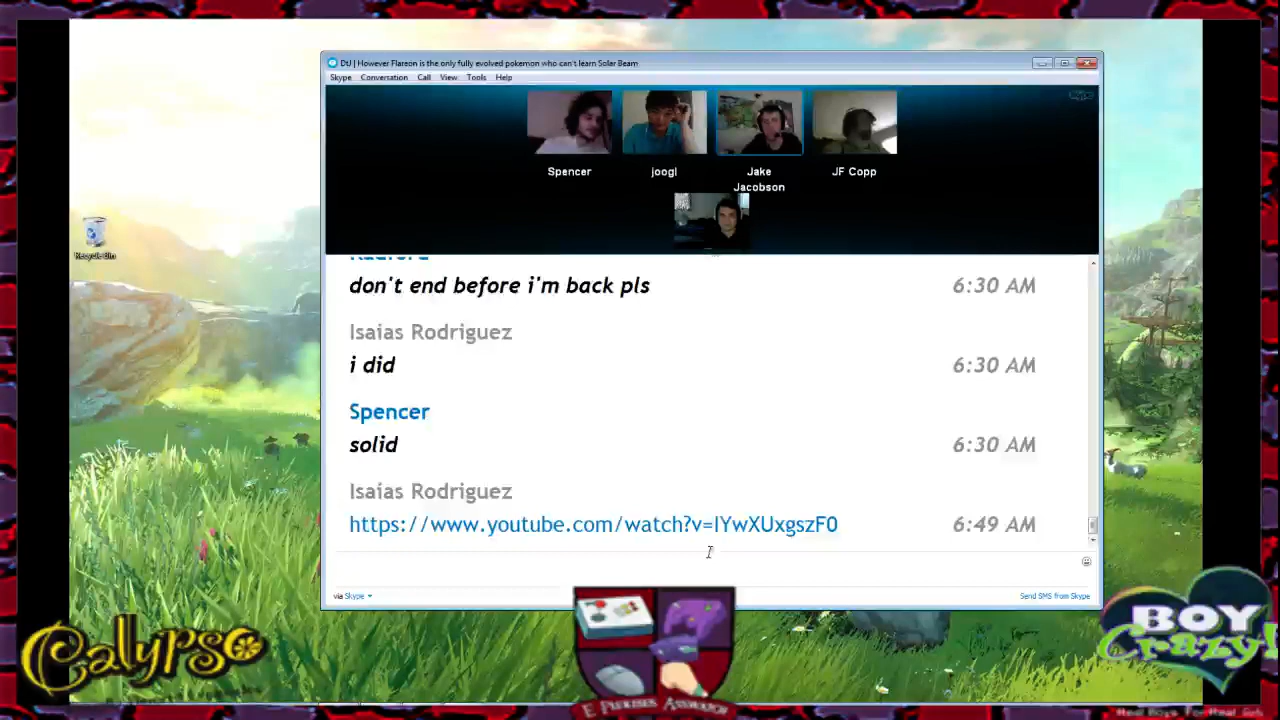 DtJ | However Flareon is the only fully evolved pokemon who can't learn Solar Beam
Skype Conversation Call View Tools Help
Spencer joogl Jake Jacobson JF Copp
Recycle Bin
don't end before i'm back pls 6:30 AM
Isaias Rodriguez
i did 6:30 AM
Spencer
solid 6:30 AM
Isaias Rodriguez
https://www.youtube.com/watch?v=IYwXUxgszF0 6:49 AM
via Skype
Send SMS from Skype
Calypso
BOY
Crazy!